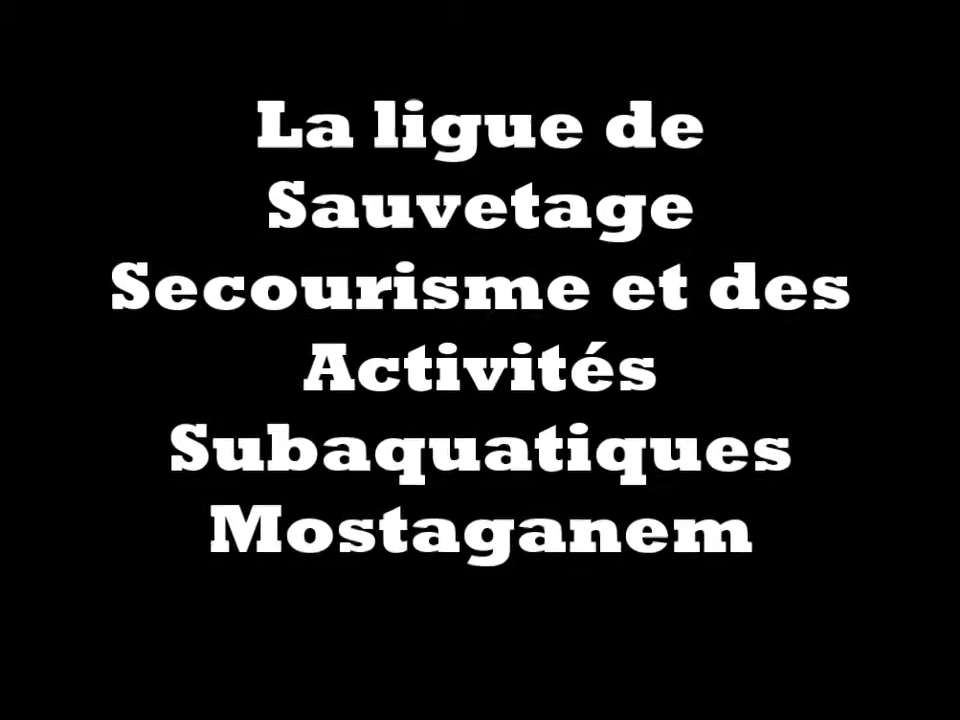 La ligue de
Sauvetage
Secourisme et des
Activités
Subaquatiques
Mostaganem